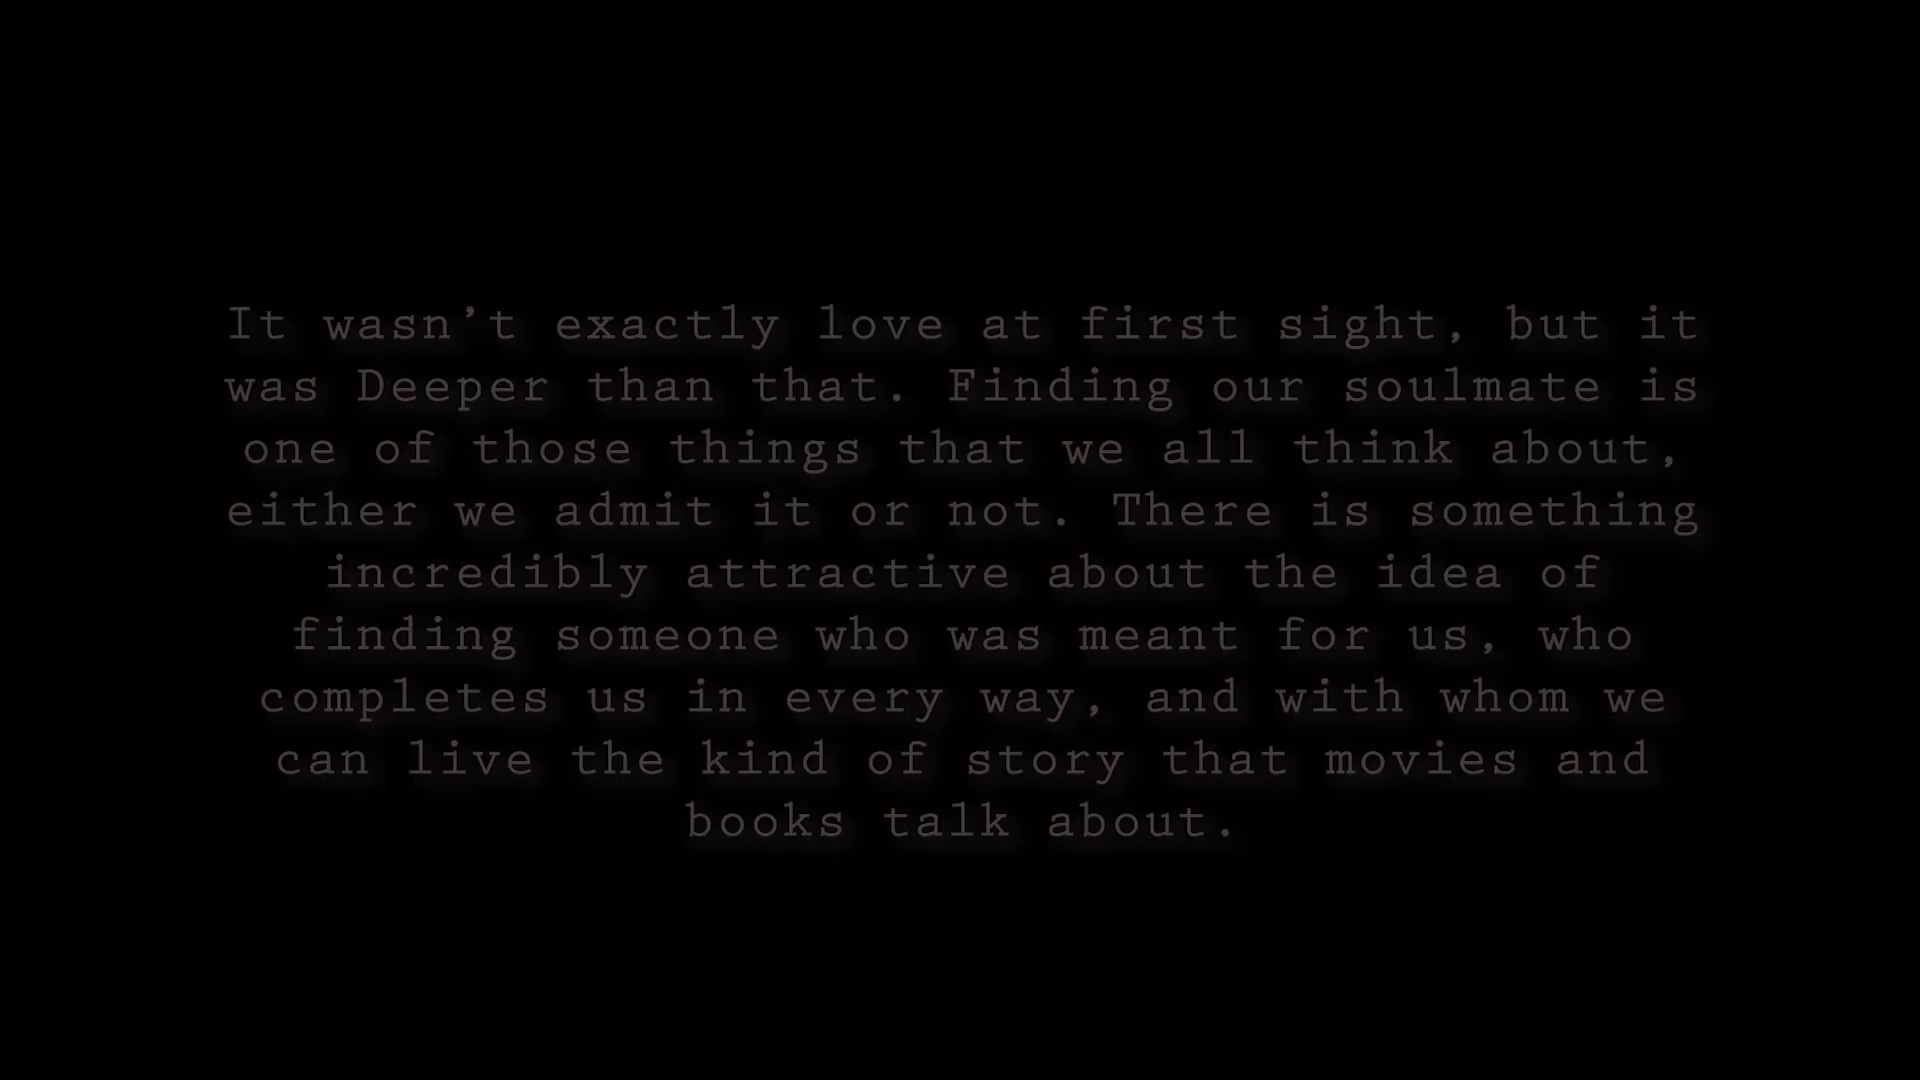 It wasn’t exactly love at first sight, but it
was Deeper than that. Finding our soulmate is
one of those things that we all think about,
either we admit it or not. There is something
incredibly attractive about the idea of
finding someone who was meant for us, who
completes us in every way, and with whom we
can live the kind of story that movies and
books talk about.